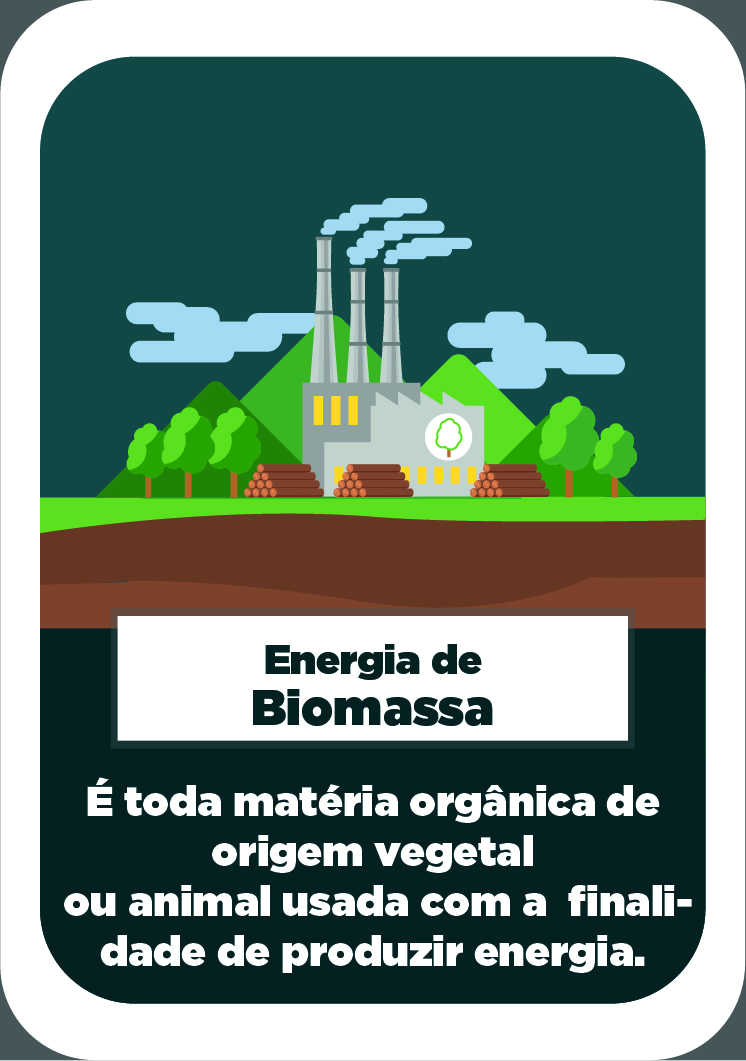 Energia de
Biomassa
É toda matéria orgânica de
origem vegetal
ou animal usada com a  finali-
dade de produzir energia.